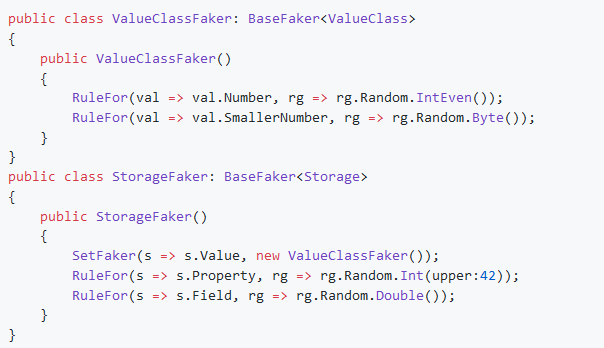 public class ValueClassFaker: BaseFaker<ValueClass>
{
    public ValueClassFaker()
    {
        RuleFor(val => val.Number, rg => rg.Random.IntEven());
        RuleFor(val => val.SmallerNumber, rg => rg.Random.Byte());
    }
}
public class StorageFaker: BaseFaker<Storage>
{
    public StorageFaker()
    {
        SetFaker(s => s.Value, new ValueClassFaker());
        RuleFor(s => s.Property, rg => rg.Random.Int(upper:42));
        RuleFor(s => s.Field, rg => rg.Random.Double());
    }
}